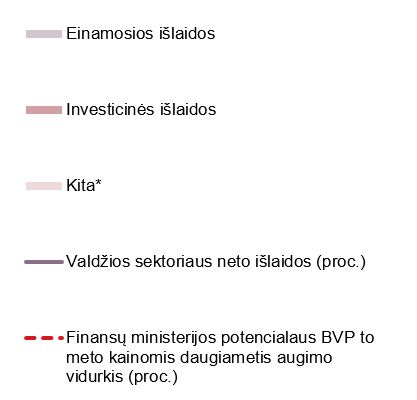 Einamosios išlaidos
Investicinės išlaidos
Kita*
Valdžios sektoriaus neto išlaidos (proc.)
Finansų ministerijos potencialaus BVP to
meto kainomis daugiametis augimo
vidurkis (proc.)